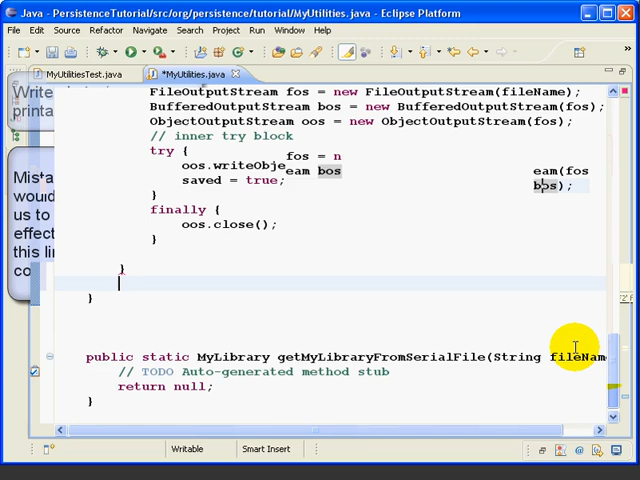 Java - PersistenceTutorial/src/org/persistence/tutorial/MyUtilities.java - Eclipse Platform
File Edit Source Refactor Navigate Search Project Run Window Help
MyUtilitiesTest.java *MyUtilities.java
Write
printa
Mista
would
us to
effect
this lin
co
FileOutputStream fos = new FileOutputStream(fileName);
BufferedOutputStream bos = new BufferedOutputStream(fos);
ObjectOutputStream oos = new ObjectOutputStream(fos);
// inner try block
try {
fos = n
oos.writeObje
eam bos
eam(fos
saved = true;
bos);
}
finally {
oos.close();
}
}
}
public static MyLibrary getMyLibraryFromSerialFile(String fileName
// TODO Auto-generated method stub
return null;
}
Writable Smart Insert